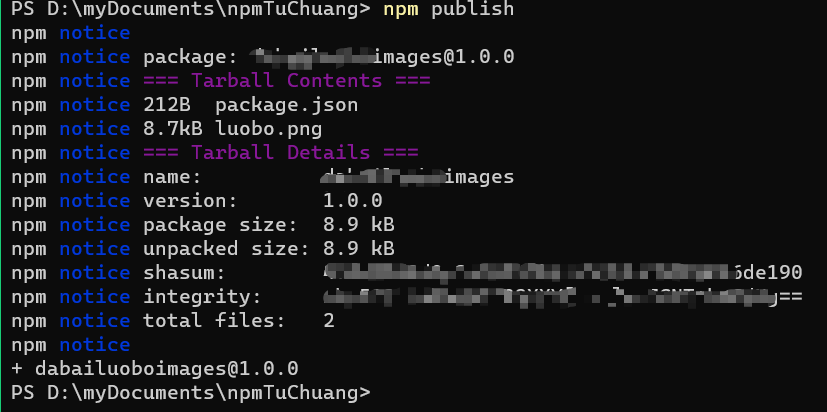 PS D:\myDocuments\npmTuChuang> npm publish
npm notice
npm notice package: images@1.0.0
npm notice === Tarball Contents ===
npm notice 212B package.json
npm notice 8.7kB luobo.png
npm notice === Tarball Details ===
npm notice name: images
npm notice version: 1.0.0
npm notice package size: 8.9 kB
npm notice unpacked size: 8.9 kB
npm notice shasum: 6de190
npm notice integrity: ==
npm notice total files: 2
npm notice
+ dabailuoboimages@1.0.0
PS D:\myDocuments\npmTuChuang>